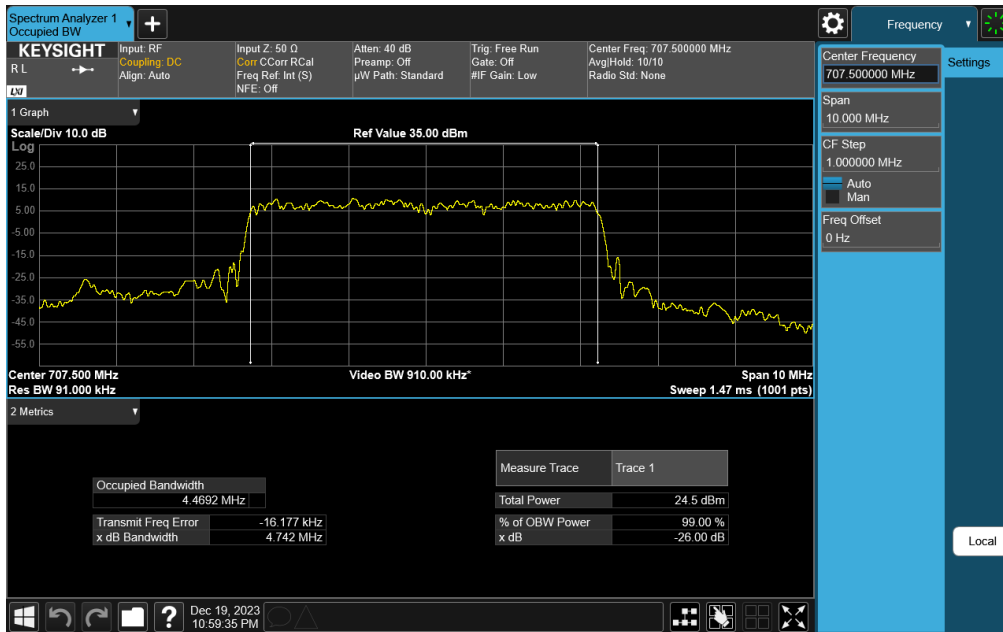 Spectrum Analyzer 1
Occupied BW
Frequency
KEYSIGHT
R L
LXI
Input: RF
Coupling: DC
Align: Auto
Input Z: 50 Ω
Corr CCorr RCal
Freq Ref: Int (S)
NFE: Off
Atten: 40 dB
Preamp: Off
µW Path: Standard
Trig: Free Run
Gate: Off
#IF Gain: Low
Center Freq: 707.500000 MHz
Avg|Hold: 10/10
Radio Std: None
Center Frequency
707.500000 MHz
Settings
Span
10.000 MHz
CF Step
1.000000 MHz
Auto
Man
Freq Offset
0 Hz
1 Graph
Scale/Div 10.0 dB
Ref Value 35.00 dBm
Log
25.0
15.0
5.00
-5.00
-15.0
-25.0
-35.0
-45.0
-55.0
Center 707.500 MHz
Video BW 910.00 kHz*
Span 10 MHz
Res BW 91.000 kHz
Sweep 1.47 ms (1001 pts)
2 Metrics
Measure Trace
Trace 1
Occupied Bandwidth
4.4692 MHz
Total Power
24.5 dBm
Transmit Freq Error
-16.177 kHz
% of OBW Power
99.00 %
x dB Bandwidth
4.742 MHz
x dB
-26.00 dB
Local
?
Dec 19, 2023
10:59:35 PM